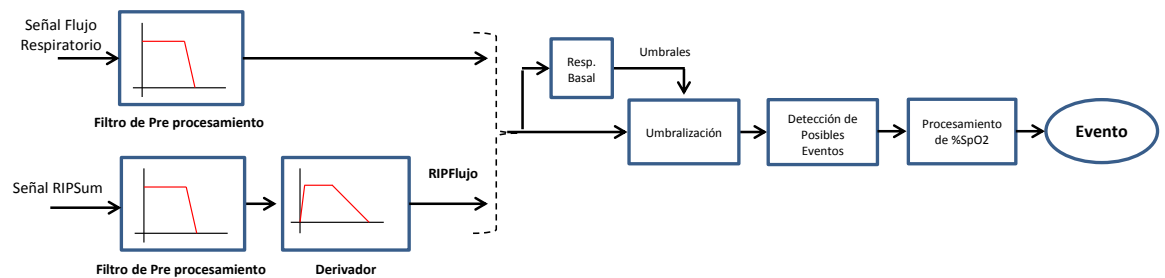 Señal Flujo
Respiratorio
Filtro de Pre procesamiento
Señal RIPSum
Filtro de Pre procesamiento
Derivador
RIPFlujo
Resp.
Basal
Umbrales
Umbralización
Detección de
Posibles
Eventos
Procesamiento
de %SpO2
Evento